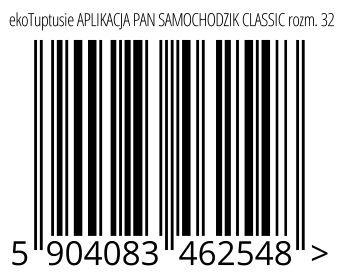 ekoTuptusie APLIKACJA PAN SAMOCHODZIK CLASSIC rozm. 32
5 904083 462548 >